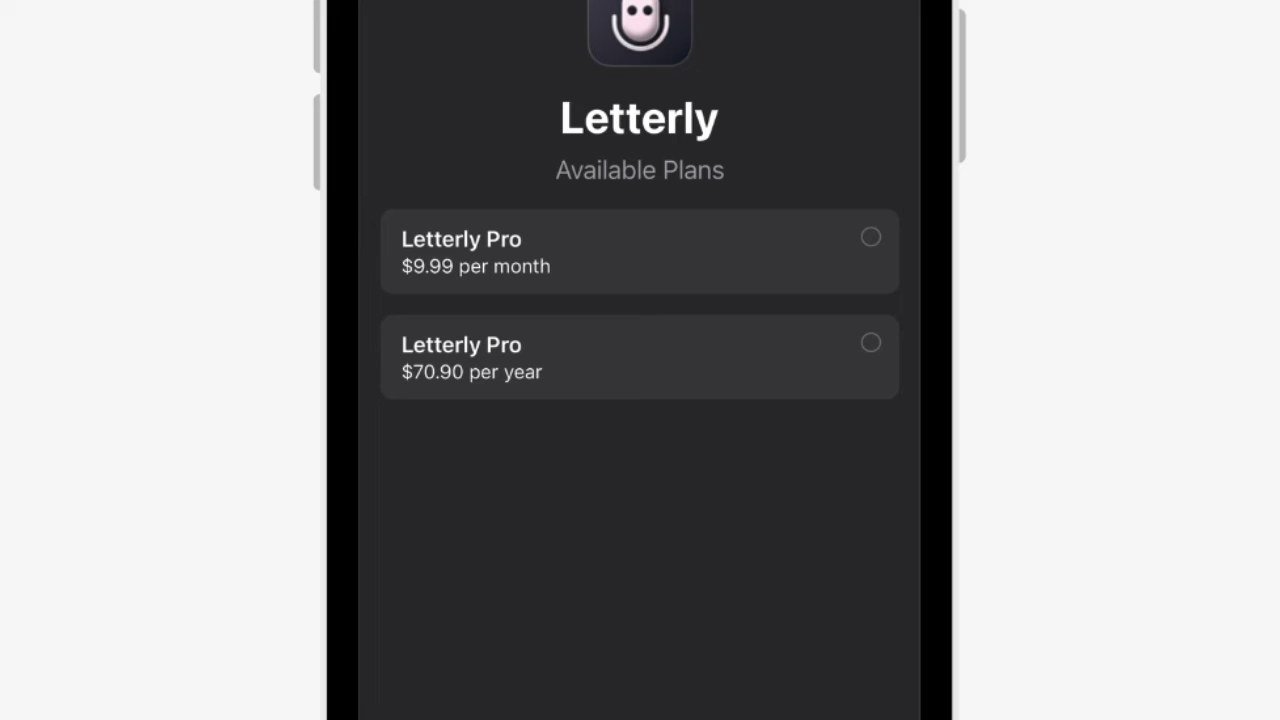 Letterly
Available Plans
Letterly Pro
$9.99 per month
Letterly Pro
$70.90 per year